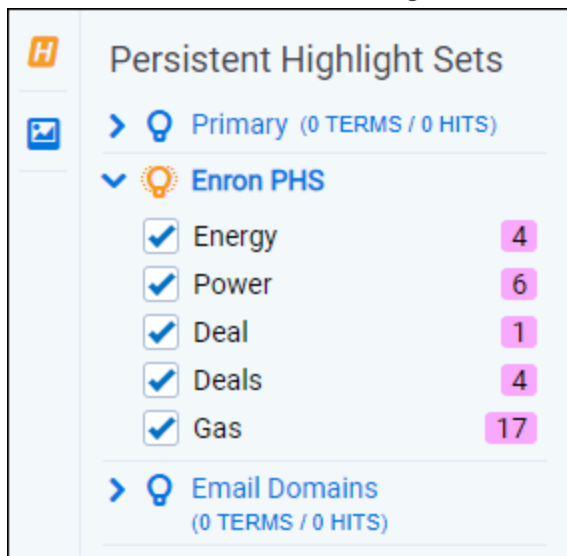 H
Persistent Highlight Sets
Primary (0 TERMS / 0 HITS)
Enron PHS
Energy 4
Power 6
Deal 1
Deals 4
Gas 17
Email Domains
(0 TERMS / 0 HITS)